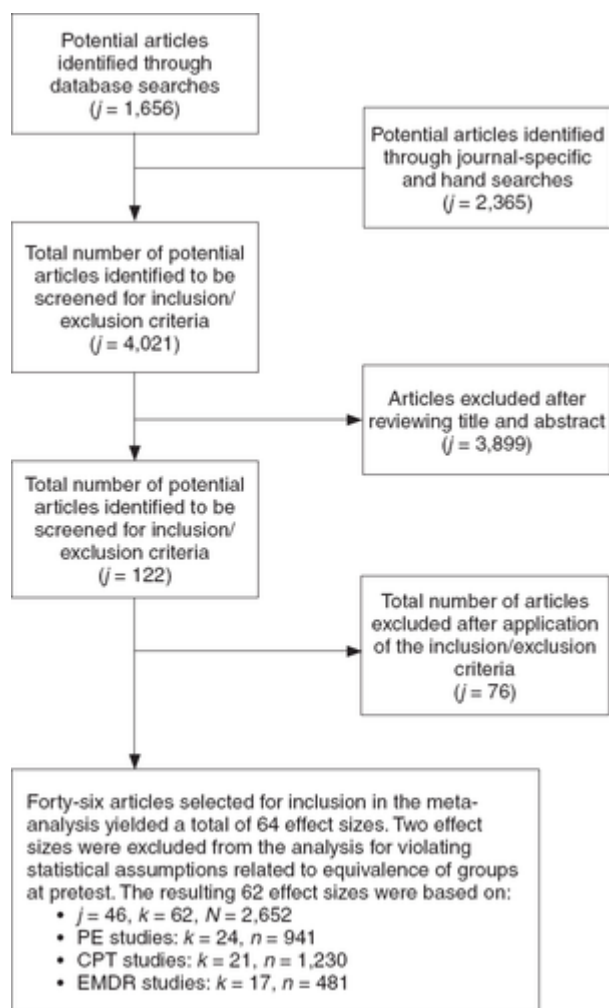 Potential articles
identified through
database searches
(j = 1,656)
Potential articles identified
through journal-specific
and hand searches
(j = 2,365)
Total number of potential
articles identified to be
screened for inclusion/
exclusion criteria
(j = 4,021)
Articles excluded after
reviewing title and abstract
(j = 3,899)
Total number of potential
articles identified to be
screened for inclusion/
exclusion criteria
(j = 122)
Total number of articles
excluded after application
of the inclusion/exclusion
criteria
(j = 76)
Forty-six articles selected for inclusion in the meta-
analysis yielded a total of 64 effect sizes. Two effect
sizes were excluded from the analysis for violating
statistical assumptions related to equivalence of groups
at pretest. The resulting 62 effect sizes were based on:
• j = 46, k = 62, N = 2,652
• PE studies: k = 24, n = 941
• CPT studies: k = 21, n = 1,230
• EMDR studies: k = 17, n = 481